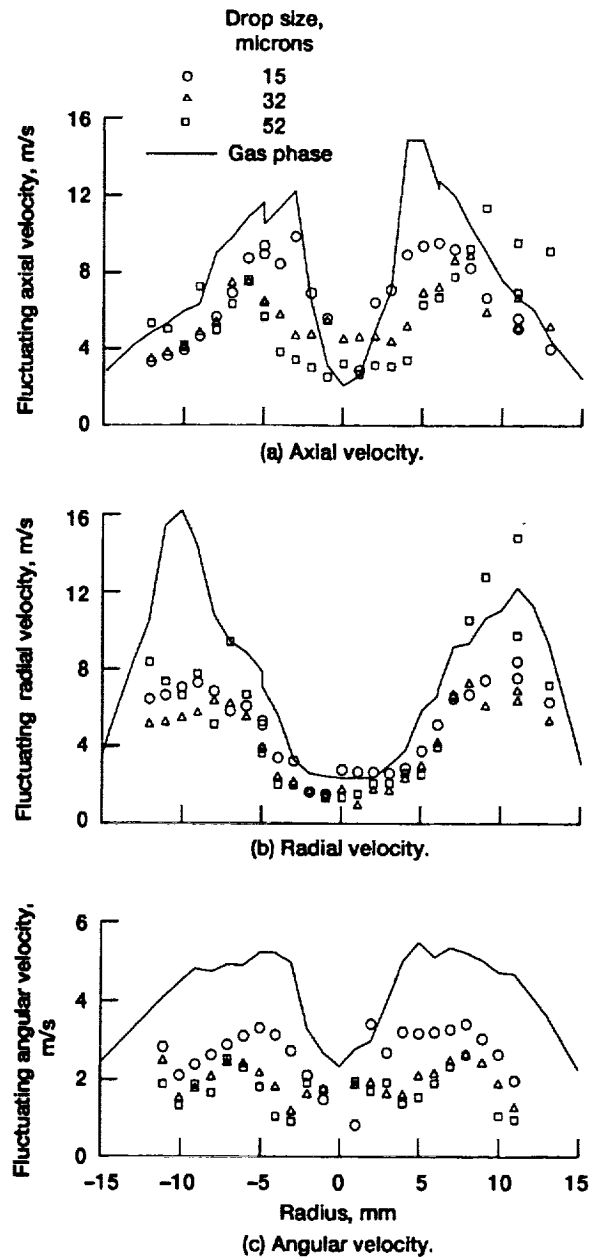 Drop size,
microns
15
32
52
Gas phase
Fluctuating axial velocity, m/s
16
12
8
4
0
(a) Axial velocity.
Fluctuating radial velocity, m/s
16
12
8
4
0
(b) Radial velocity.
Fluctuating angular velocity,
m/s
6
4
2
0
−15 −10 −5 0 5 10 15
Radius, mm
(c) Angular velocity.